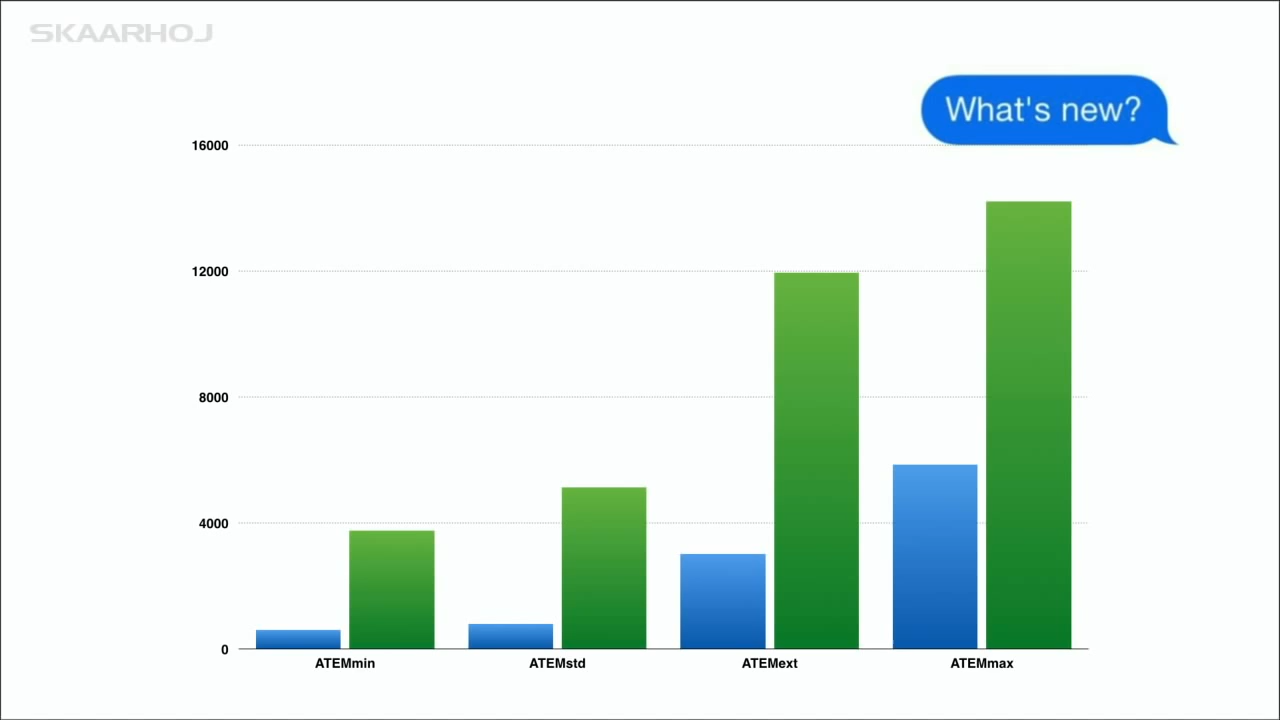 SKAARHOJ
What's new?
16000
12000
8000
4000
0
ATEMmin
ATEMstd
ATEMext
ATEMmax